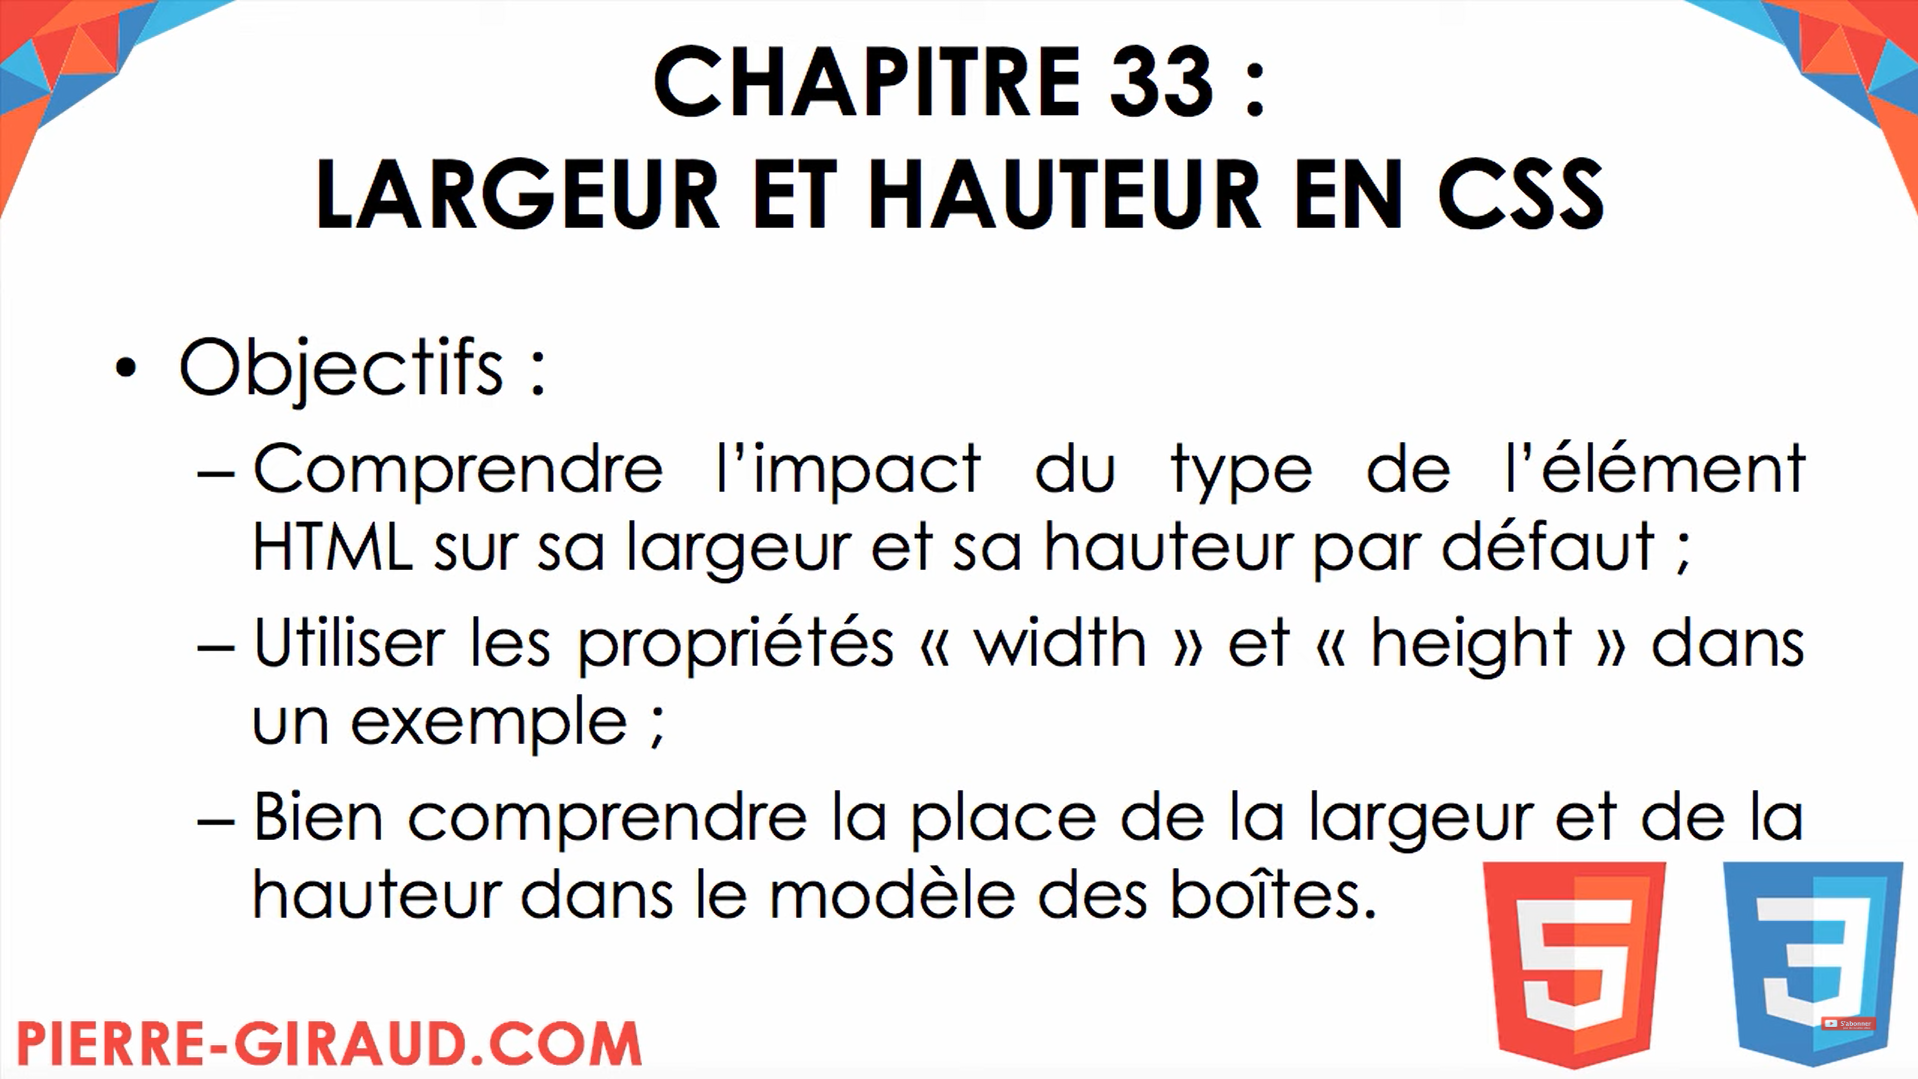 CHAPITRE 33 :
LARGEUR ET HAUTEUR EN CSS
• Objectifs :
– Comprendre l’impact du type de l’élément
HTML sur sa largeur et sa hauteur par défaut ;
– Utiliser les propriétés « width » et « height » dans
un exemple ;
– Bien comprendre la place de la largeur et de la
hauteur dans le modèle des boîtes.
5 3
S'abonner
PIERRE-GIRAUD.COM